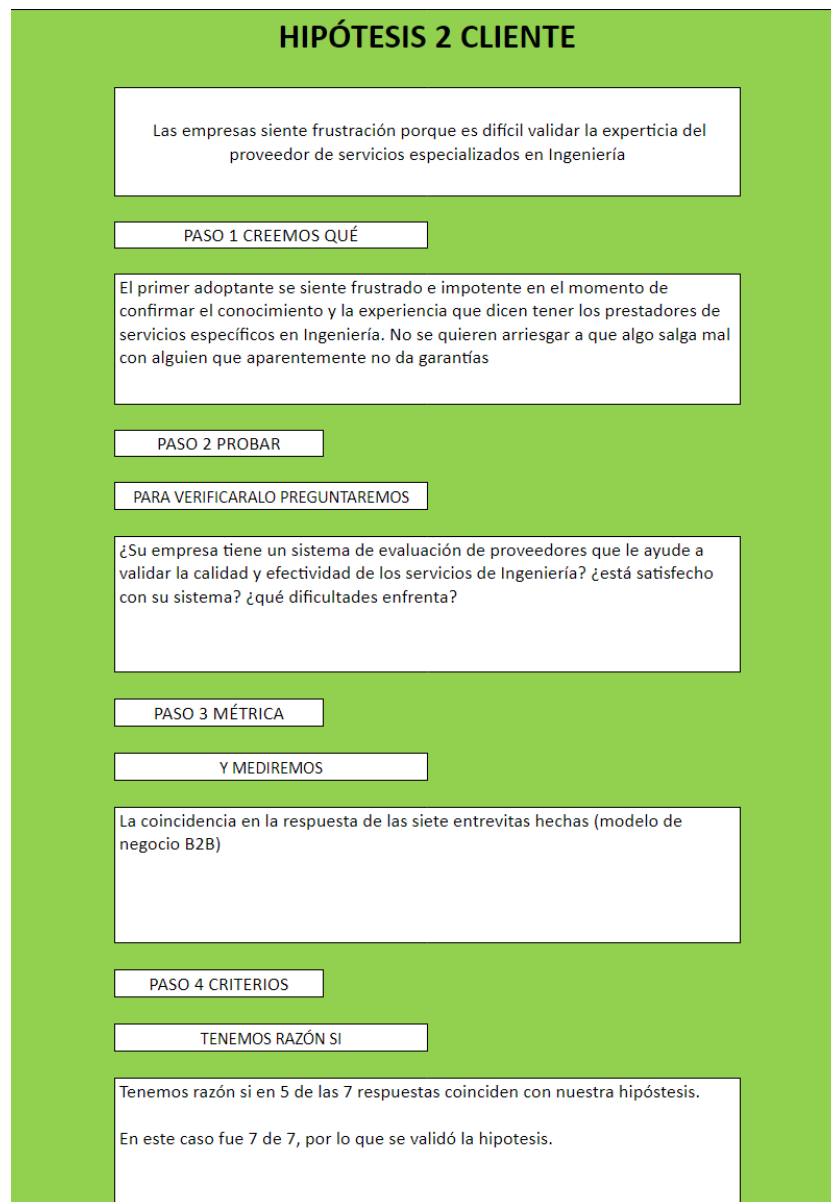 HIPÓTESIS 2 CLIENTE
Las empresas siente frustración porque es difícil validar la experticia del
proveedor de servicios especializados en Ingeniería
PASO 1 CREEMOS QUÉ
El primer adoptante se siente frustrado e impotente en el momento de
confirmar el conocimiento y la experiencia que dicen tener los prestadores de
servicios específicos en Ingeniería. No se quieren arriesgar a que algo salga mal
con alguien que aparentemente no da garantías
PASO 2 PROBAR
PARA VERIFICARALO PREGUNTAREMOS
¿Su empresa tiene un sistema de evaluación de proveedores que le ayude a
validar la calidad y efectividad de los servicios de Ingeniería? ¿está satisfecho
con su sistema? ¿qué dificultades enfrenta?
PASO 3 MÉTRICA
Y MEDIREMOS
La coincidencia en la respuesta de las siete entrevitas hechas (modelo de
negocio B2B)
PASO 4 CRITERIOS
TENEMOS RAZÓN SI
Tenemos razón si en 5 de las 7 respuestas coinciden con nuestra hipóstesis.
En este caso fue 7 de 7, por lo que se validó la hipotesis.